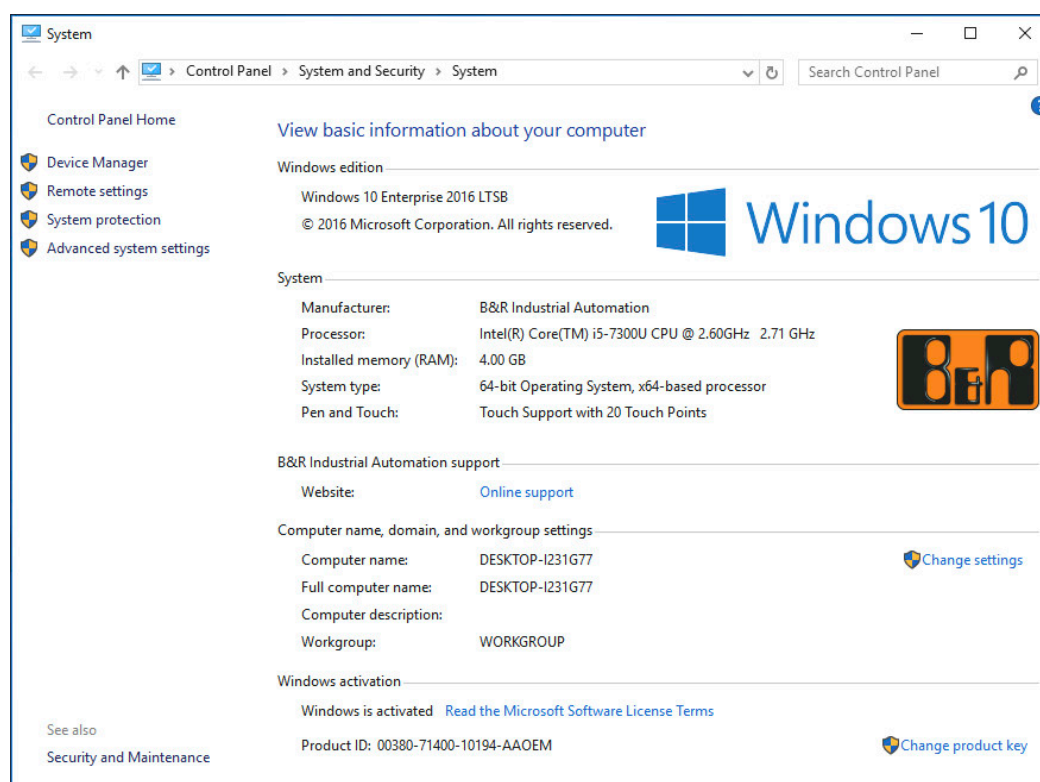 System
Control Panel > System and Security > System
Search Control Panel
Control Panel Home
Device Manager
Remote settings
System protection
Advanced system settings
View basic information about your computer
Windows edition
Windows 10 Enterprise 2016 LTSB
© 2016 Microsoft Corporation. All rights reserved.
Windows 10
System
Manufacturer: B&R Industrial Automation
Processor: Intel(R) Core(TM) i5-7300U CPU @ 2.60GHz 2.71 GHz
Installed memory (RAM): 4.00 GB
System type: 64-bit Operating System, x64-based processor
Pen and Touch: Touch Support with 20 Touch Points
B&R
B&R Industrial Automation support
Website: Online support
Computer name, domain, and workgroup settings
Computer name: DESKTOP-I231G77
Change settings
Full computer name: DESKTOP-I231G77
Computer description:
Workgroup: WORKGROUP
Windows activation
Windows is activated Read the Microsoft Software License Terms
Product ID: 00380-71400-10194-AAOEM
Change product key
See also
Security and Maintenance